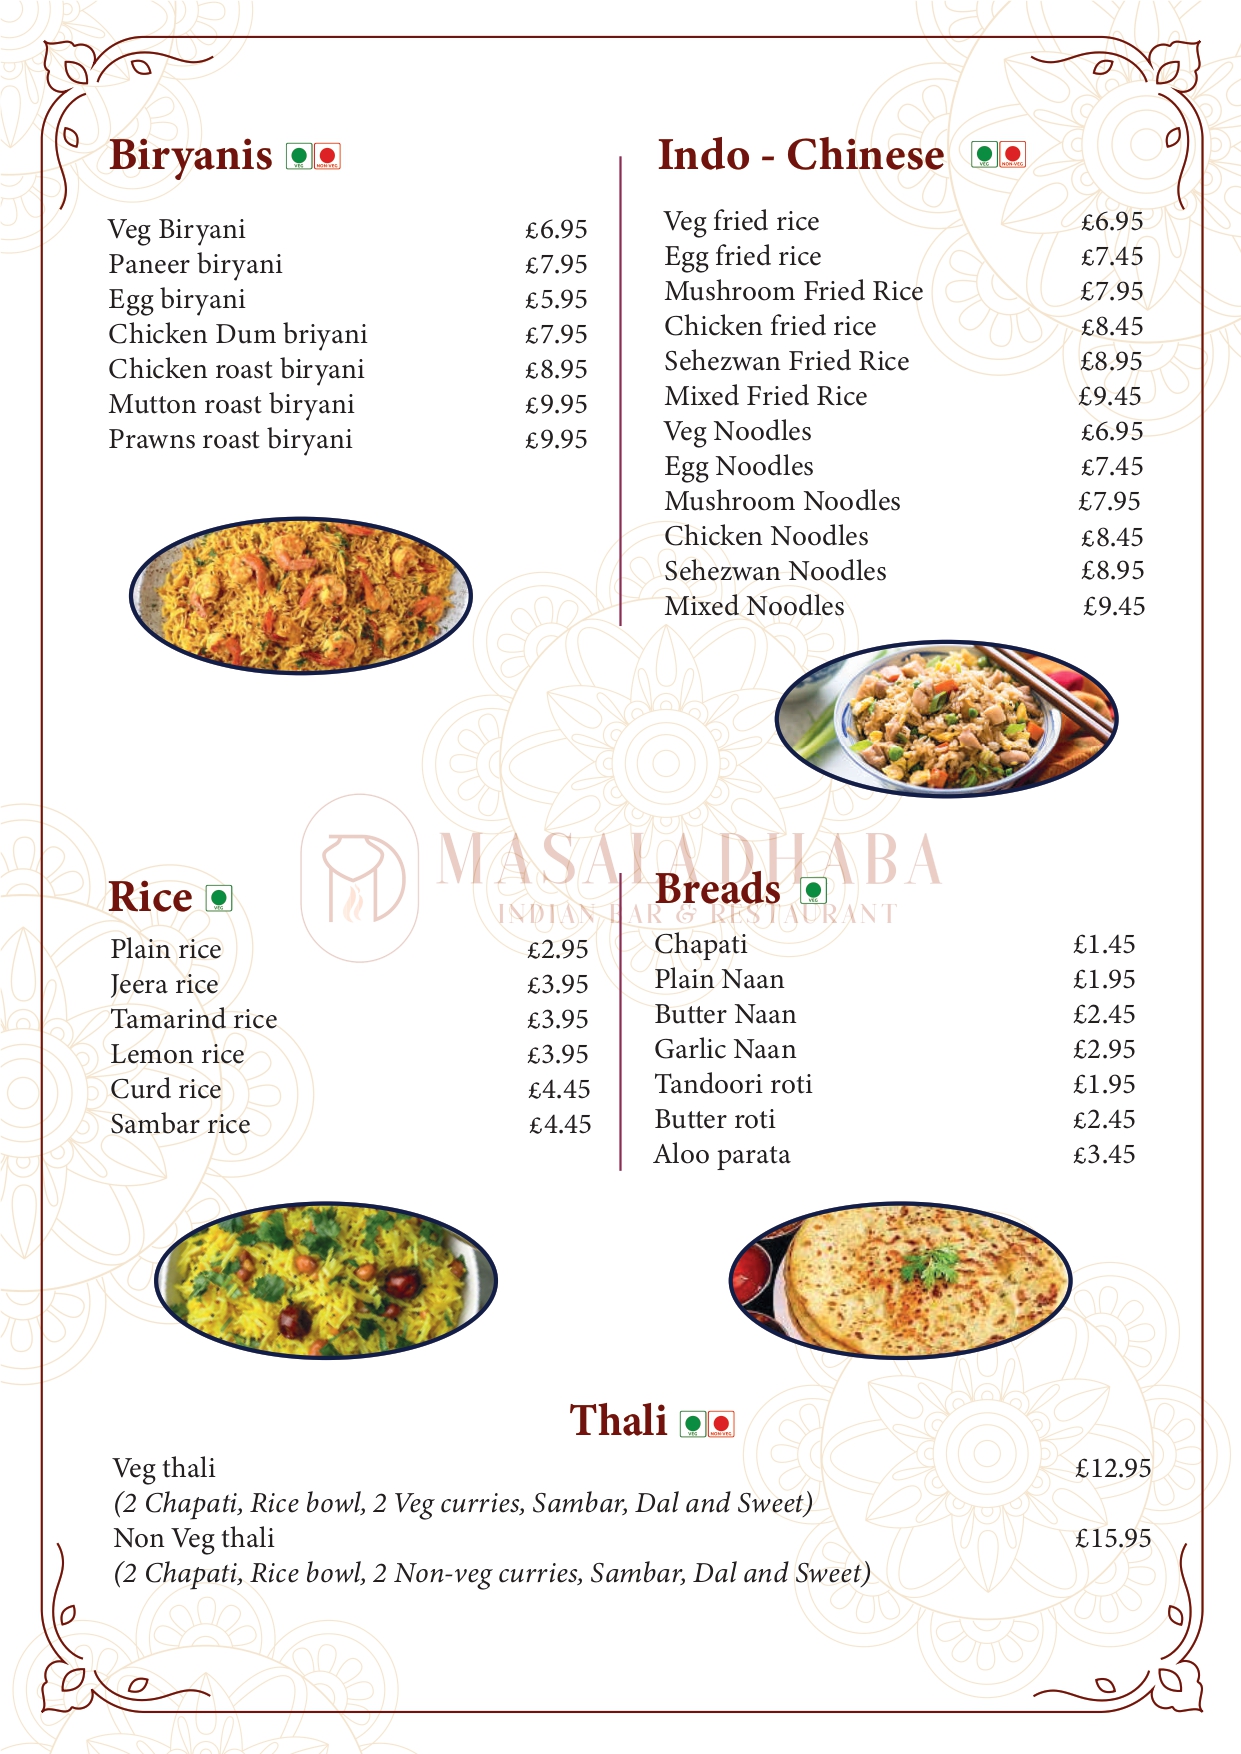 Biryanis VEG NON-VEG
Veg Biryani £6.95
Paneer biryani £7.95
Egg biryani £5.95
Chicken Dum briyani £7.95
Chicken roast biryani £8.95
Mutton roast biryani £9.95
Prawns roast biryani £9.95
Indo - Chinese VEG NON-VEG
Veg fried rice £6.95
Egg fried rice £7.45
Mushroom Fried Rice £7.95
Chicken fried rice £8.45
Sehezwan Fried Rice £8.95
Mixed Fried Rice £9.45
Veg Noodles £6.95
Egg Noodles £7.45
Mushroom Noodles £7.95
Chicken Noodles £8.45
Sehezwan Noodles £8.95
Mixed Noodles £9.45
MASALADHABA
INDIAN BAR & RESTAURANT
Rice VEG
Plain rice £2.95
Jeera rice £3.95
Tamarind rice £3.95
Lemon rice £3.95
Curd rice £4.45
Sambar rice £4.45
Breads VEG
Chapati £1.45
Plain Naan £1.95
Butter Naan £2.45
Garlic Naan £2.95
Tandoori roti £1.95
Butter roti £2.45
Aloo parata £3.45
Thali VEG NON-VEG
Veg thali £12.95
(2 Chapati, Rice bowl, 2 Veg curries, Sambar, Dal and Sweet)
Non Veg thali £15.95
(2 Chapati, Rice bowl, 2 Non-veg curries, Sambar, Dal and Sweet)